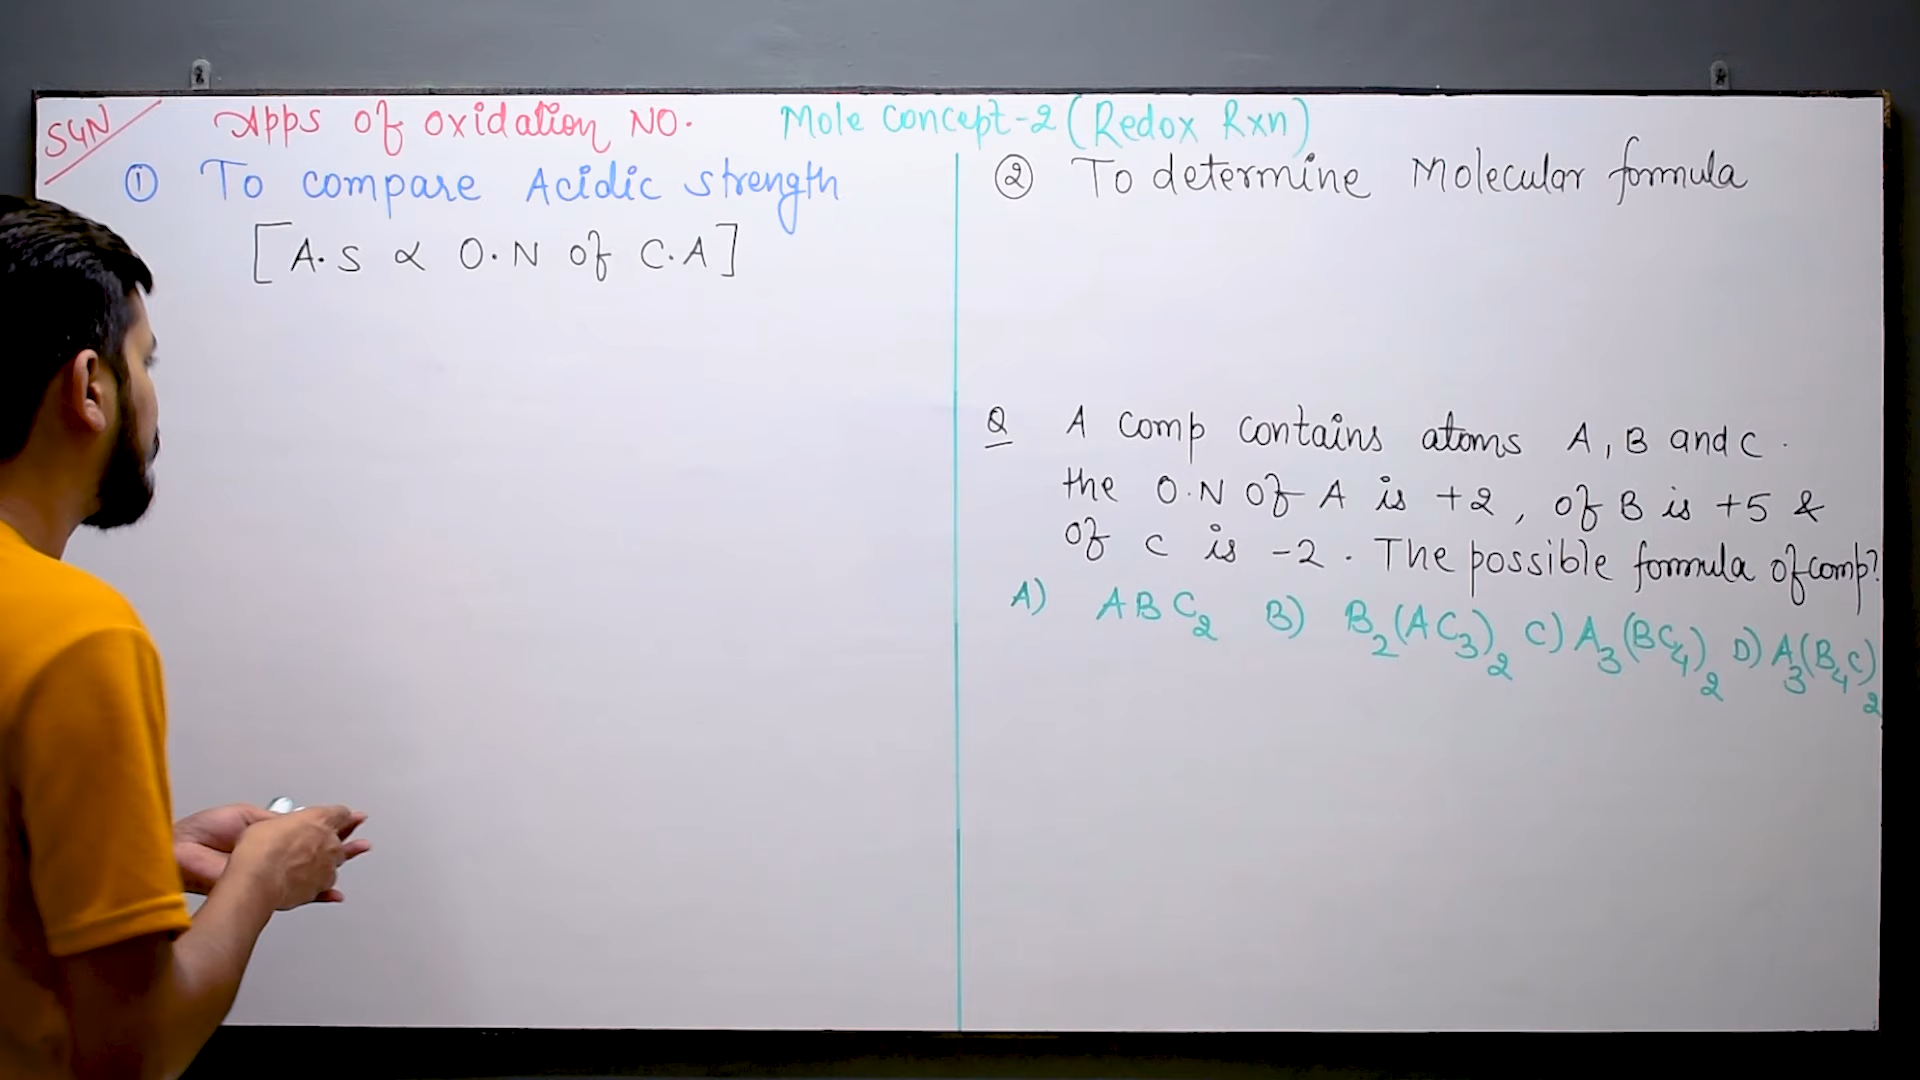 SGN
Apps of oxidation NO. Mole concept-2 (Redox Rxn)
① To compare Acidic strength
[A.S ∝ O.N of C.A]
② To determine Molecular formula
Q A comp contains atoms A, B and C.
the O.N of A is +2, of B is +5 &
of C is -2. The possible formula of comp?
A) ABC₂ B) B₂(AC₃)₂ C) A₃(BC₄)₂ D) A₃(B₄C)₂